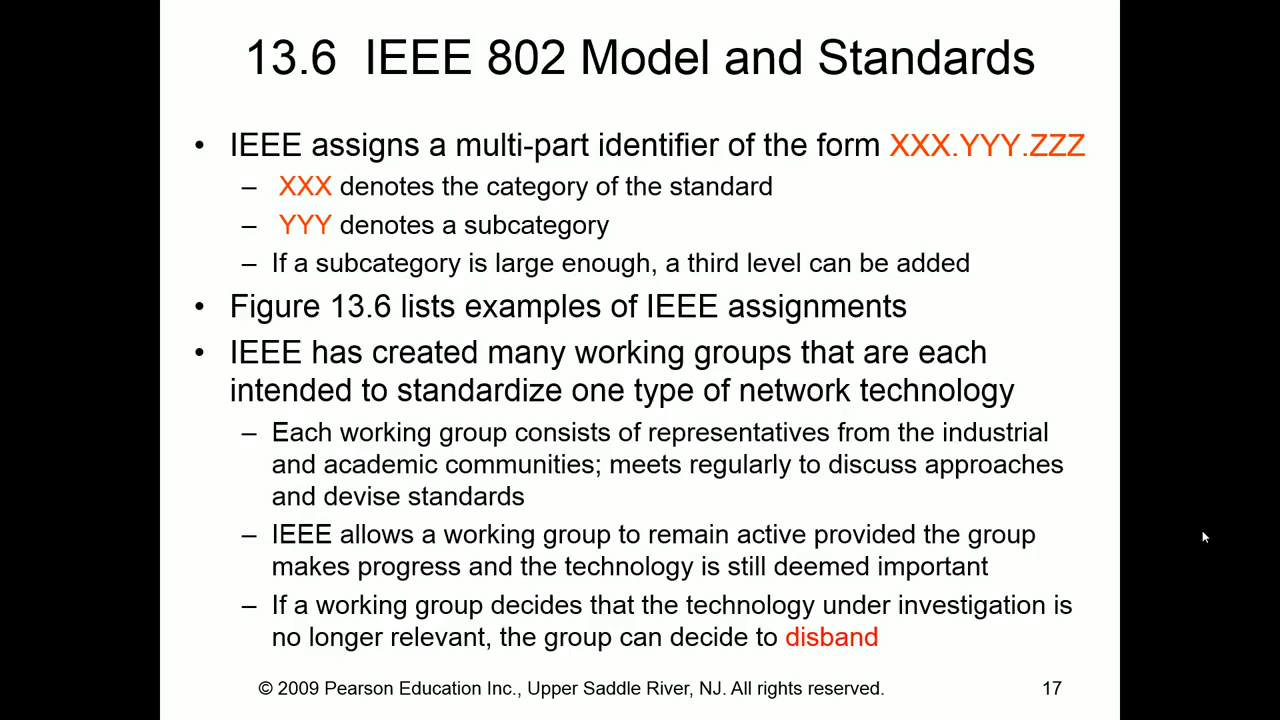 13.6 IEEE 802 Model and Standards
• IEEE assigns a multi-part identifier of the form XXX.YYY.ZZZ
– XXX denotes the category of the standard
– YYY denotes a subcategory
– If a subcategory is large enough, a third level can be added
• Figure 13.6 lists examples of IEEE assignments
• IEEE has created many working groups that are each
intended to standardize one type of network technology
– Each working group consists of representatives from the industrial
and academic communities; meets regularly to discuss approaches
and devise standards
– IEEE allows a working group to remain active provided the group
makes progress and the technology is still deemed important
– If a working group decides that the technology under investigation is
no longer relevant, the group can decide to disband
© 2009 Pearson Education Inc., Upper Saddle River, NJ. All rights reserved.
17